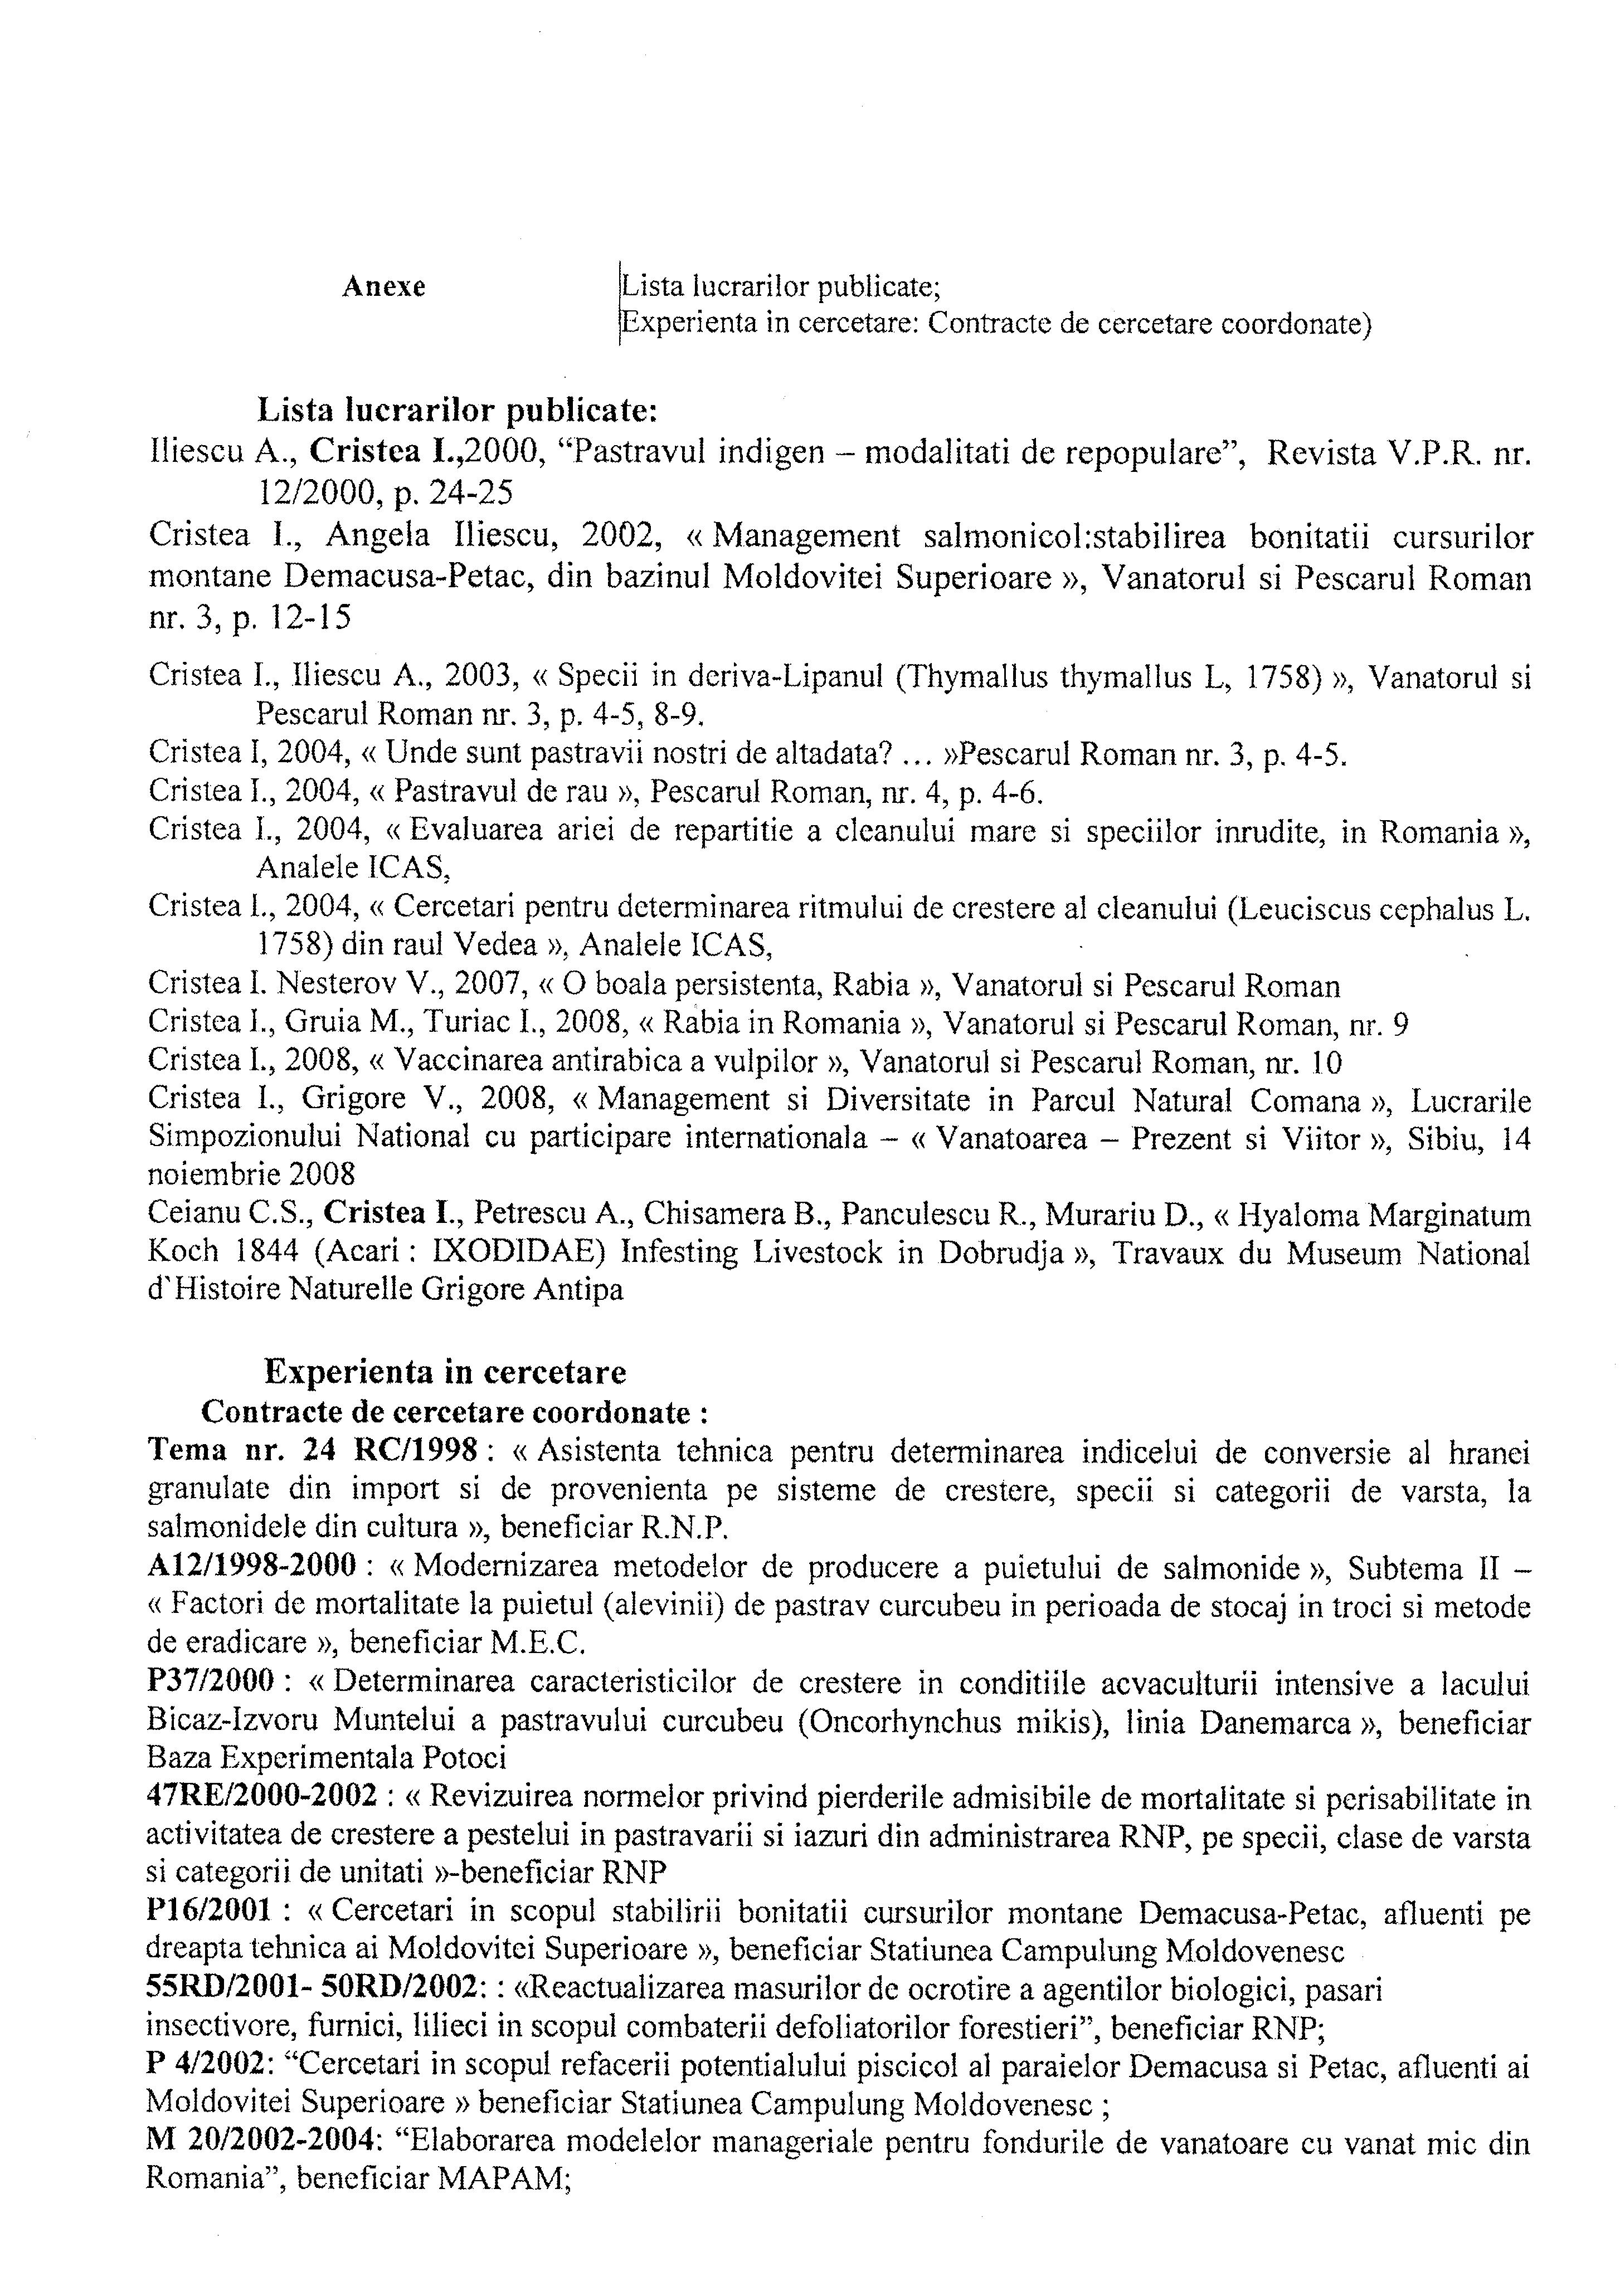 Anexe
Lista lucrarilor publicate;
Experienta in cercetare: Contracte de cercetare coordonate)
Lista lucrarilor publicate:
Iliescu A., Cristea I.,2000, “Pastravul indigen – modalitati de repopulare”, Revista V.P.R. nr.
12/2000, p. 24-25
Cristea I., Angela Iliescu, 2002, « Management salmonicol:stabilirea bonitatii cursurilor
montane Demacusa-Petac, din bazinul Moldovitei Superioare », Vanatorul si Pescarul Roman
nr. 3, p. 12-15
Cristea I., Iliescu A., 2003, « Specii in deriva-Lipanul (Thymallus thymallus L, 1758) », Vanatorul si
Pescarul Roman nr. 3, p. 4-5, 8-9.
Cristea I, 2004, « Unde sunt pastravii nostri de altadata? ... »Pescarul Roman nr. 3, p. 4-5.
Cristea I., 2004, « Pastravul de rau », Pescarul Roman, nr. 4, p. 4-6.
Cristea I., 2004, « Evaluarea ariei de repartitie a cleanului mare si speciilor inrudite, in Romania »,
Analele ICAS,
Cristea I., 2004, « Cercetari pentru determinarea ritmului de crestere al cleanului (Leuciscus cephalus L.
1758) din raul Vedea », Analele ICAS,
Cristea I. Nesterov V., 2007, « O boala persistenta, Rabia », Vanatorul si Pescarul Roman
Cristea I., Gruia M., Turiac I., 2008, « Rabia in Romania », Vanatorul si Pescarul Roman, nr. 9
Cristea I., 2008, « Vaccinarea antirabica a vulpilor », Vanatorul si Pescarul Roman, nr. 10
Cristea I., Grigore V., 2008, « Management si Diversitate in Parcul Natural Comana », Lucrarile
Simpozionului National cu participare internationala – « Vanatoarea – Prezent si Viitor », Sibiu, 14
noiembrie 2008
Ceianu C.S., Cristea I., Petrescu A., Chisamera B., Panculescu R., Murariu D., « Hyaloma Marginatum
Koch 1844 (Acari : IXODIDAE) Infesting Livestock in Dobrudja », Travaux du Museum National
d`Histoire Naturelle Grigore Antipa
Experienta in cercetare
Contracte de cercetare coordonate :
Tema nr. 24 RC/1998 : « Asistenta tehnica pentru determinarea indicelui de conversie al hranei
granulate din import si de provenienta pe sisteme de crestere, specii si categorii de varsta, la
salmonidele din cultura », beneficiar R.N.P.
A12/1998-2000 : « Modernizarea metodelor de producere a puietului de salmonide », Subtema II –
« Factori de mortalitate la puietul (alevinii) de pastrav curcubeu in perioada de stocaj in troci si metode
de eradicare », beneficiar M.E.C.
P37/2000 : « Determinarea caracteristicilor de crestere in conditiile acvaculturii intensive a lacului
Bicaz-Izvoru Muntelui a pastravului curcubeu (Oncorhynchus mikis), linia Danemarca », beneficiar
Baza Experimentala Potoci
47RE/2000-2002 : « Revizuirea normelor privind pierderile admisibile de mortalitate si perisabilitate in
activitatea de crestere a pestelui in pastravarii si iazuri din administrarea RNP, pe specii, clase de varsta
si categorii de unitati »-beneficiar RNP
P16/2001 : « Cercetari in scopul stabilirii bonitatii cursurilor montane Demacusa-Petac, afluenti pe
dreapta tehnica ai Moldovitei Superioare », beneficiar Statiunea Campulung Moldovenesc
55RD/2001- 50RD/2002: : «Reactualizarea masurilor de ocrotire a agentilor biologici, pasari
insectivore, furnici, lilieci in scopul combaterii defoliatorilor forestieri”, beneficiar RNP;
P 4/2002: “Cercetari in scopul refacerii potentialului piscicol al paraielor Demacusa si Petac, afluenti ai
Moldovitei Superioare » beneficiar Statiunea Campulung Moldovenesc ;
M 20/2002-2004: “Elaborarea modelelor manageriale pentru fondurile de vanatoare cu vanat mic din
Romania”, beneficiar MAPAM;